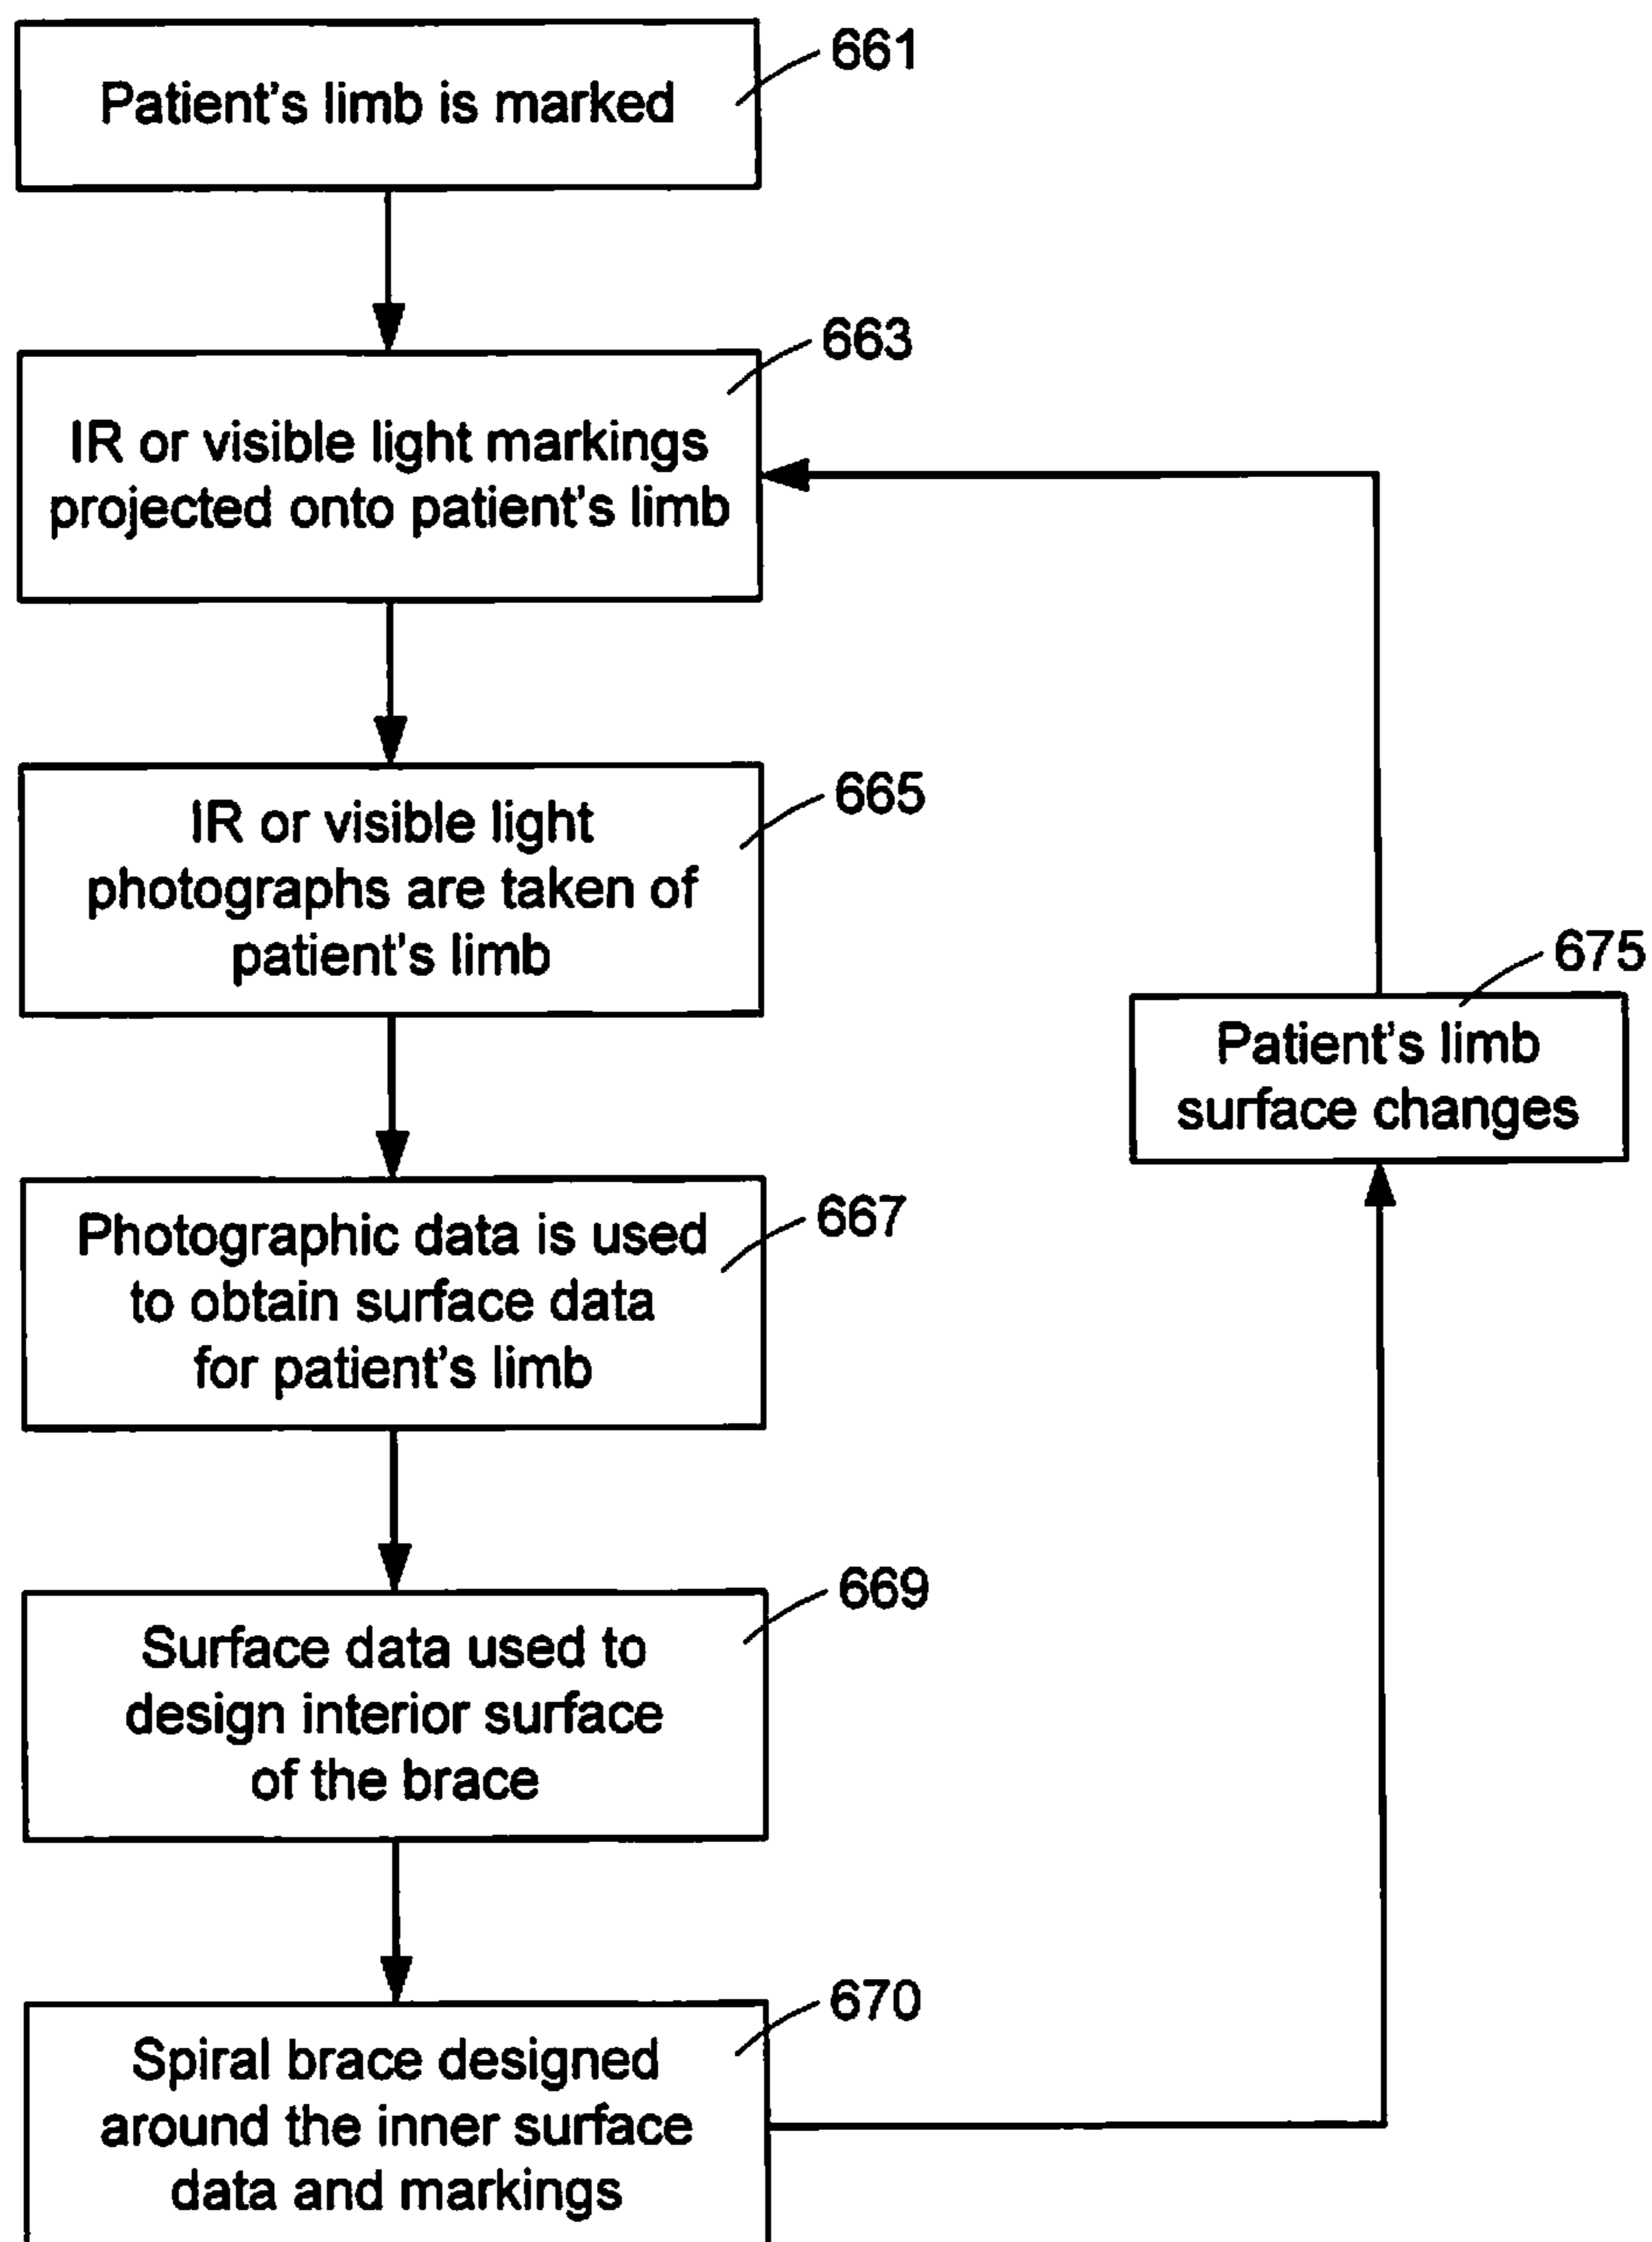 661
Patient's limb is marked
663
IR or visible light markings
projected onto patient's limb
665
IR or visible light
photographs are taken of
patient's limb
675
Patient's limb
surface changes
667
Photographic data is used
to obtain surface data
for patient's limb
669
Surface data used to
design interior surface
of the brace
670
Spiral brace designed
around the inner surface
data and markings